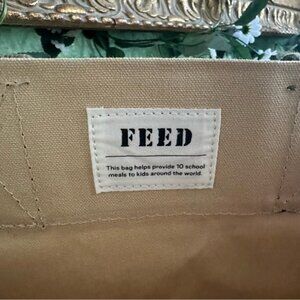 FEED
This bag helps provide 10 school
meals to kids around the world.